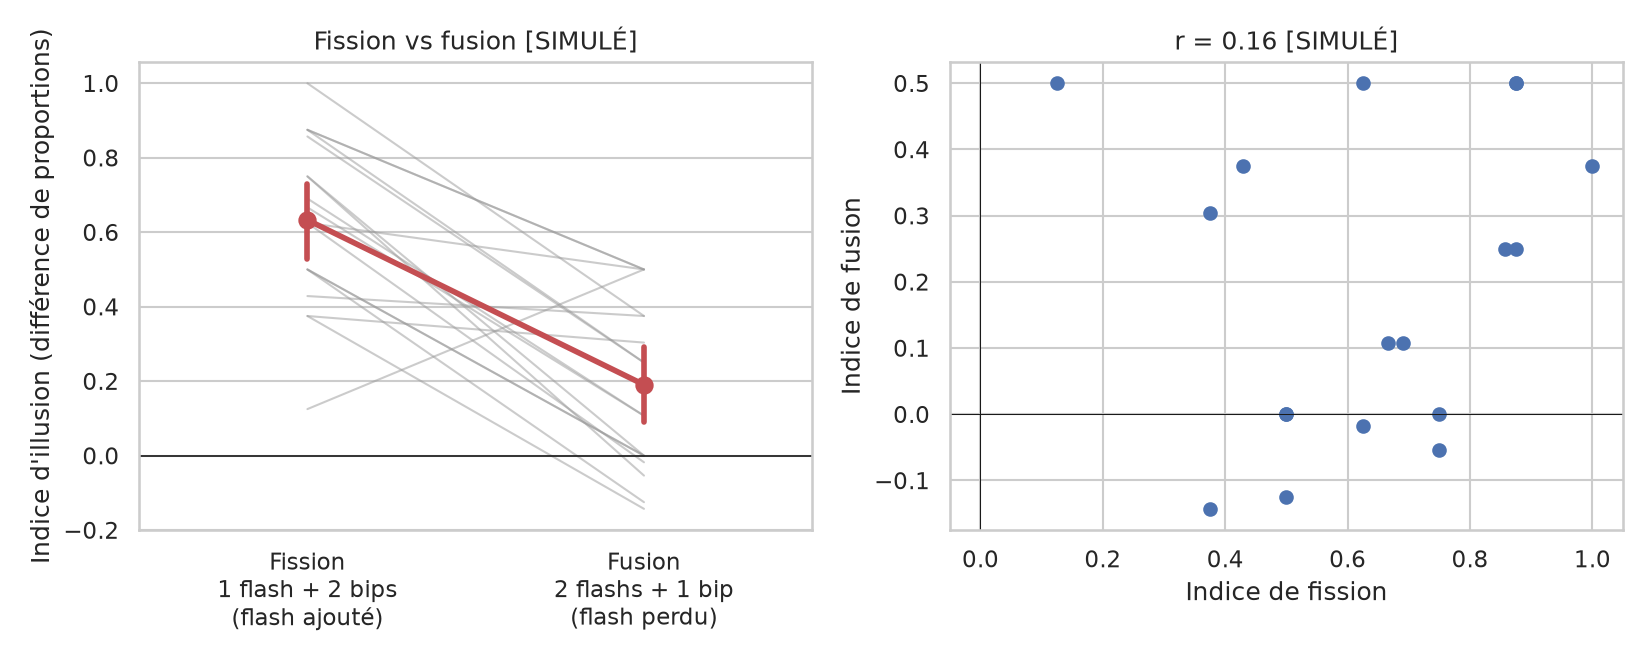 Fission vs fusion [SIMULÉ]
Indice d'illusion (différence de proportions)
1.0
0.8
0.6
0.4
0.2
0.0
−0.2
Fission
1 flash + 2 bips
(flash ajouté)
Fusion
2 flashs + 1 bip
(flash perdu)
r = 0.16 [SIMULÉ]
Indice de fusion
0.5
0.4
0.3
0.2
0.1
0.0
−0.1
0.0 0.2 0.4 0.6 0.8 1.0
Indice de fission